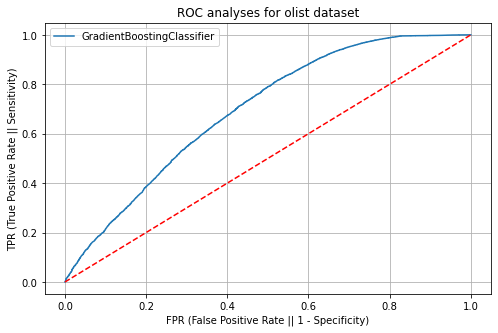 ROC analyses for olist dataset
GradientBoostingClassifier
TPR (True Positive Rate || Sensitivity)
1.0
0.8
0.6
0.4
0.2
0.0
0.0 0.2 0.4 0.6 0.8 1.0
FPR (False Positive Rate || 1 - Specificity)